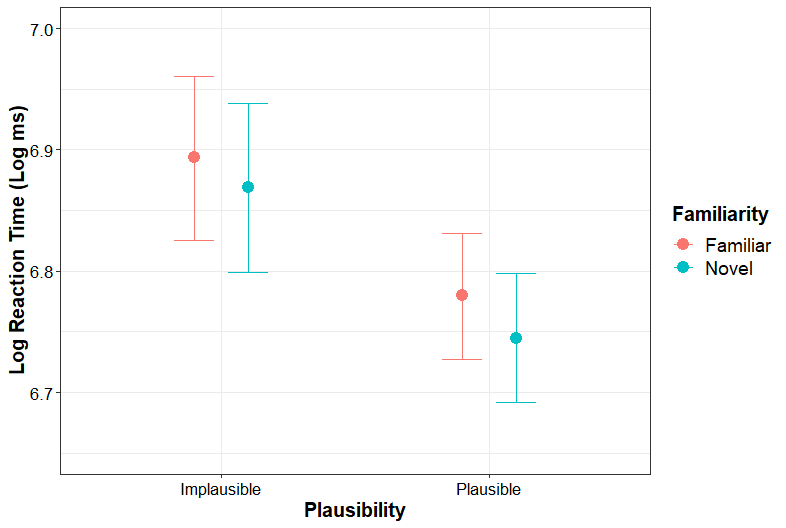 Log Reaction Time (Log ms)
7.0
6.9
6.8
6.7
Implausible
Plausible
Plausibility
Familiarity
Familiar
Novel